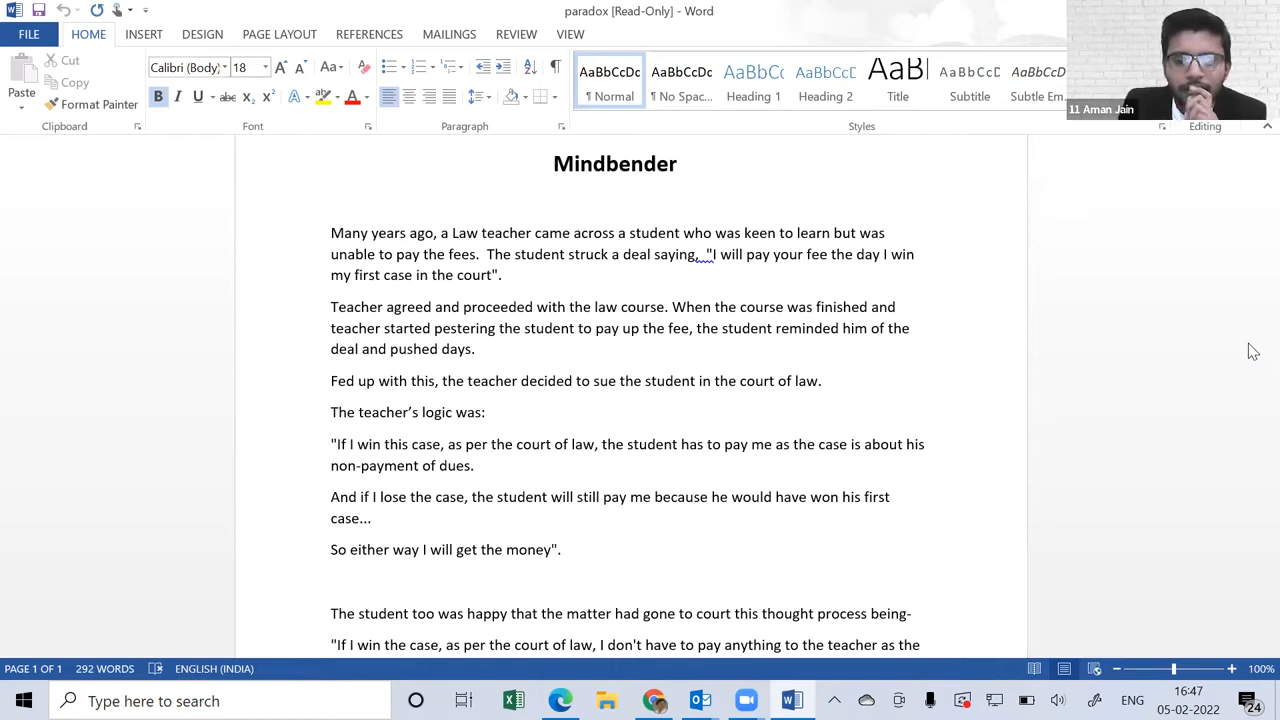 paradox [Read-Only] - Word
FILE HOME INSERT DESIGN PAGE LAYOUT REFERENCES MAILINGS REVIEW VIEW
Paste
Cut
Copy
Format Painter
Clipboard
Calibri (Body) 18
Font
Paragraph
AaBbCcDc AaBbCcDc AaBbCc AaBbCcD AaBl AaBbCcD AaBbCcDc
¶ Normal ¶ No Spac... Heading 1 Heading 2 Title Subtitle Subtle Em...
Styles
Editing
11 Aman Jain
Mindbender
Many years ago, a Law teacher came across a student who was keen to learn but was
unable to pay the fees.  The student struck a deal saying,  "I will pay your fee the day I win
my first case in the court".
Teacher agreed and proceeded with the law course. When the course was finished and
teacher started pestering the student to pay up the fee, the student reminded him of the
deal and pushed days.
Fed up with this, the teacher decided to sue the student in the court of law.
The teacher’s logic was:
"If I win this case, as per the court of law, the student has to pay me as the case is about his
non-payment of dues.
And if I lose the case, the student will still pay me because he would have won his first
case...
So either way I will get the money".
The student too was happy that the matter had gone to court this thought process being-
"If I win the case, as per the court of law, I don't have to pay anything to the teacher as the
PAGE 1 OF 1 292 WORDS ENGLISH (INDIA) 100%
Type here to search
ENG
16:47
05-02-2022
24